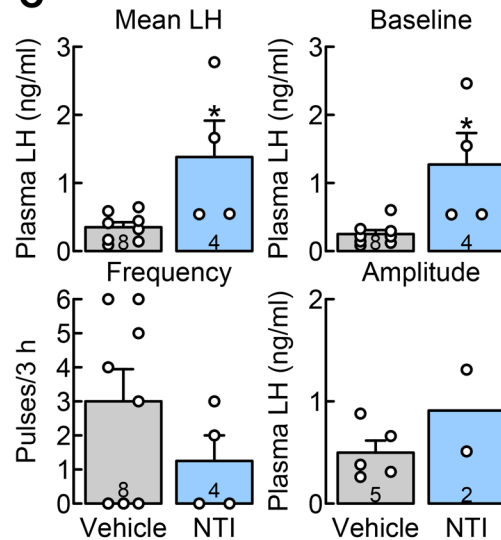 Mean LH
Plasma LH (ng/ml)
3
2
1
0
*
8
4
Baseline
Plasma LH (ng/ml)
3
2
1
0
*
8
4
Frequency
Pulses/3 h
6
5
4
3
2
1
0
8
4
Vehicle
NTI
Amplitude
Plasma LH (ng/ml)
2
1
0
5
2
Vehicle
NTI